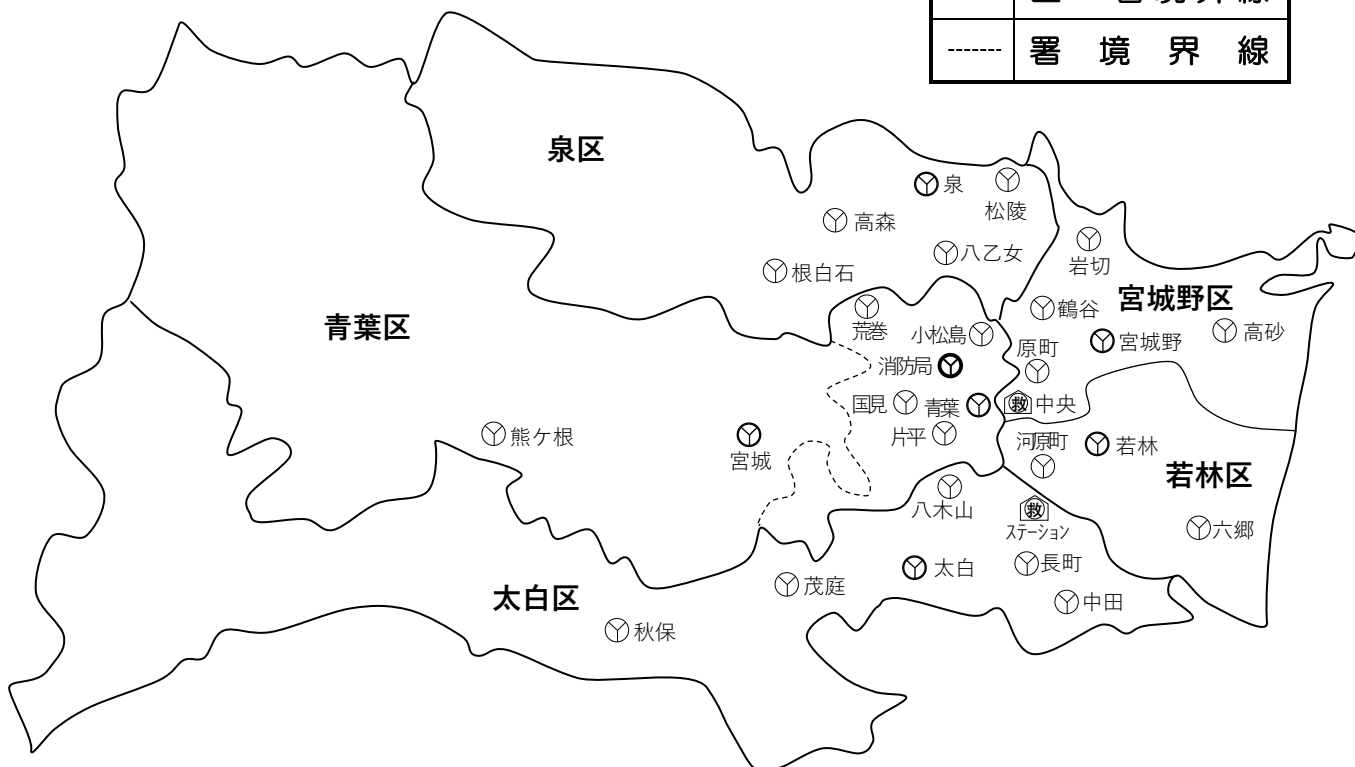 署境界線
泉区
泉
松陵
高森
八乙女
根白石
岩切
宮城野区
鶴谷
青葉区
荒巻
小松島
原町
宮城野
高砂
消防局
国見
青葉
救
中央
片平
河原町
若林
熊ケ根
宮城
若林区
八木山
救
ステーション
六郷
太白
長町
茂庭
太白区
中田
秋保